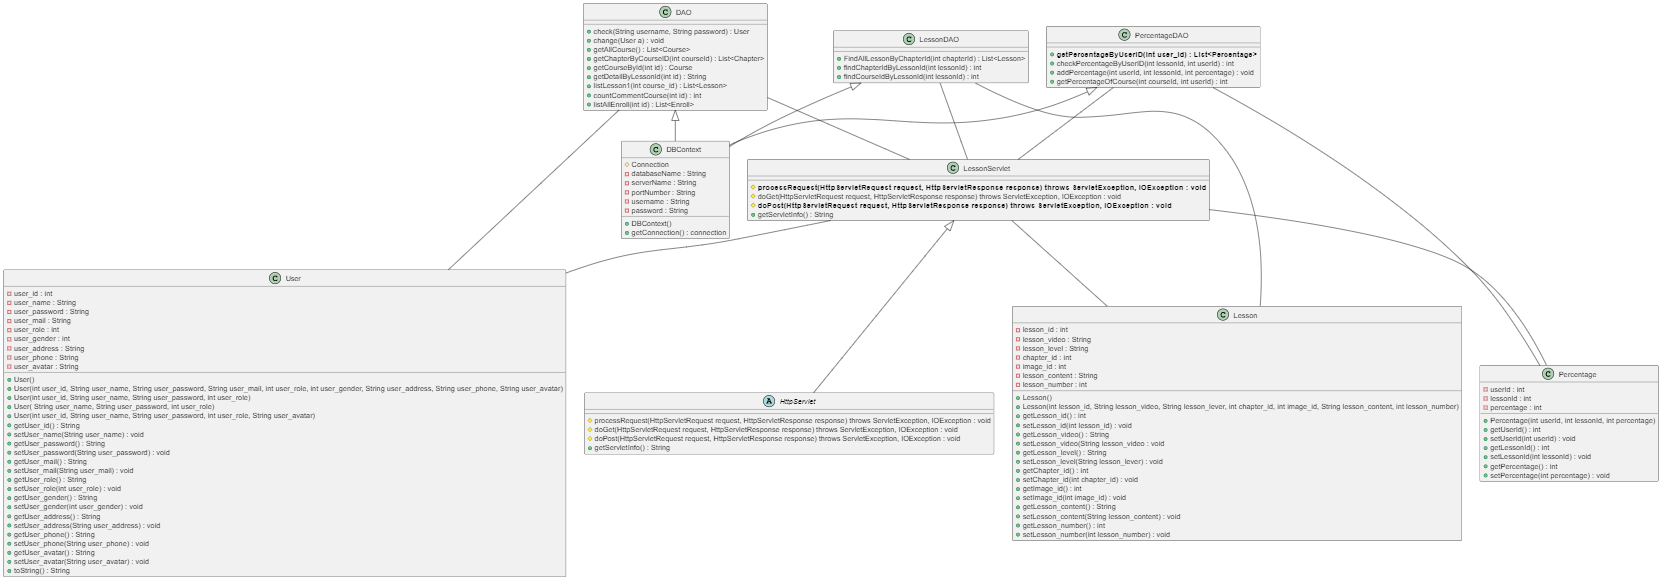 C DAO
check(String username, String password) : User
change(User a) : void
getAllCourse() : List<Course>
getChapterByCourseID(int courseId) : List<Chapter>
getCourseById(int id) : Course
getDetailByLessonId(int id) : String
listLesson1(int course_id) : List<Lesson>
countCommentCourse(int id) : int
listAllEnroll(int id) : List<Enroll>
C LessonDAO
FindAllLessonByChapterId(int chapterId) : List<Lesson>
findChapterIdByLessonId(int lessonId) : int
findCourseIdByLessonId(int lessonId) : int
C PercentageDAO
getPercentageByUserID(int user_id) : List<Percentage>
checkPercentageByUserID(int lessonId, int userId) : int
addPercentage(int userId, int lessonId, int percentage) : void
getPercentageOfCourse(int courseId, int userId) : int
C DBContext
Connection
databaseName : String
serverName : String
portNumber : String
username : String
password : String
DBContext()
getConnection() : connection
C LessonServlet
processRequest(HttpServletRequest request, HttpServletResponse response) throws ServletException, IOException : void
doGet(HttpServletRequest request, HttpServletResponse response) throws ServletException, IOException : void
doPost(HttpServletRequest request, HttpServletResponse response) throws ServletException, IOException : void
getServletInfo() : String
C User
user_id : int
user_name : String
user_password : String
user_mail : String
user_role : int
user_gender : int
user_address : String
user_phone : String
user_avatar : String
User()
User(int user_id, String user_name, String user_password, String user_mail, int user_role, int user_gender, String user_address, String user_phone, String user_avatar)
User(int user_id, String user_name, String user_password, int user_role)
User( String user_name, String user_password, int user_role)
User(int user_id, String user_name, String user_password, int user_role, String user_avatar)
getUser_id() : String
setUser_name(String user_name) : void
getUser_password() : String
setUser_password(String user_password) : void
getUser_mail() : String
setUser_mail(String user_mail) : void
getUser_role() : String
setUser_role(int user_role) : void
getUser_gender() : String
setUser_gender(int user_gender) : void
getUser_address() : String
setUser_address(String user_address) : void
getUser_phone() : String
setUser_phone(String user_phone) : void
getUser_avatar() : String
setUser_avatar(String user_avatar) : void
toString() : String
A HttpServlet
processRequest(HttpServletRequest request, HttpServletResponse response) throws ServletException, IOException : void
doGet(HttpServletRequest request, HttpServletResponse response) throws ServletException, IOException : void
doPost(HttpServletRequest request, HttpServletResponse response) throws ServletException, IOException : void
getServletInfo() : String
C Lesson
lesson_id : int
lesson_video : String
lesson_level : String
chapter_id : int
image_id : int
lesson_content : String
lesson_number : int
Lesson()
Lesson(int lesson_id, String lesson_video, String lesson_lever, int chapter_id, int image_id, String lesson_content, int lesson_number)
getLesson_id() : int
setLesson_id(int lesson_id) : void
getLesson_video() : String
setLesson_video(String lesson_video : void
getLesson_level() : String
setLesson_level(String lesson_lever) : void
getChapter_id() : int
setChapter_id(int chapter_id) : void
getImage_id() : int
setImage_id(int image_id) : void
getLesson_content() : String
setLesson_content(String lesson_content) : void
getLesson_number() : int
setLesson_number(int lesson_number) : void
C Percentage
userId : int
lessonId : int
percentage : int
Percentage(int userId, int lessonId, int percentage)
getUserId() : int
setUserId(int userId) : void
getLessonId() : int
setLessonId(int lessonId) : void
getPercentage() : int
setPercentage(int percentage) : void